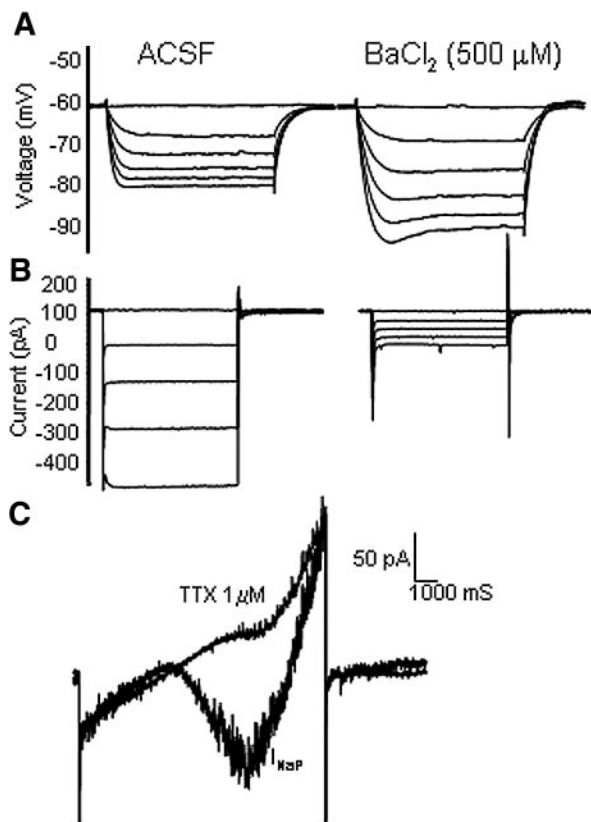 A
ACSF
BaCl₂ (500 µM)
Voltage (mV)
-50
-60
-70
-80
-90
B
Current (pA)
200
100
0
-100
-200
-300
-400
C
TTX 1 µM
50 pA
1000 mS
I NaP